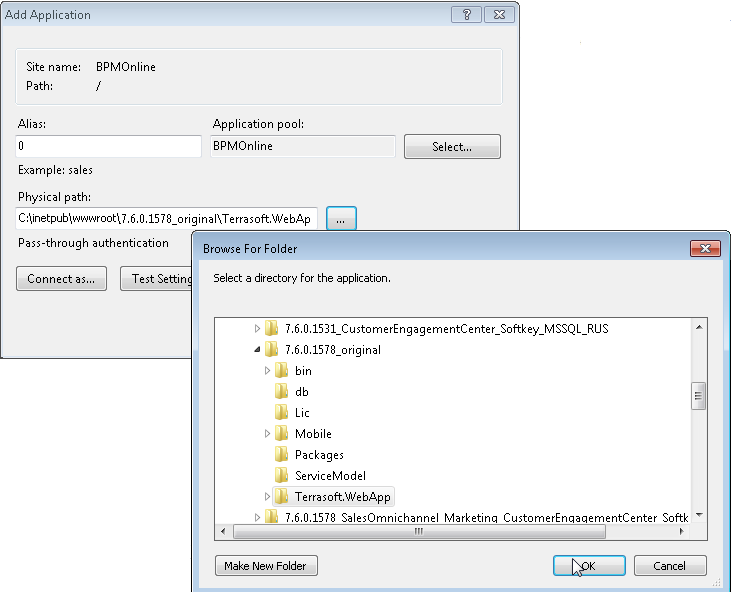 Add Application
?
Site name: BPMOnline
Path: /
Alias: Application pool:
0 BPMOnline Select...
Example: sales
Physical path:
C:\inetpub\wwwroot\7.6.0.1578_original\Terrasoft.WebAp ...
Pass-through authentication
Connect as... Test Setting
Browse For Folder
Select a directory for the application.
7.6.0.1531_CustomerEngagementCenter_Softkey_MSSQL_RUS
7.6.0.1578_original
bin
db
Lic
Mobile
Packages
ServiceModel
Terrasoft.WebApp
7.6.0.1578_SalesOmnichannel_Marketing_CustomerEngagementCenter_Softk
Make New Folder OK Cancel